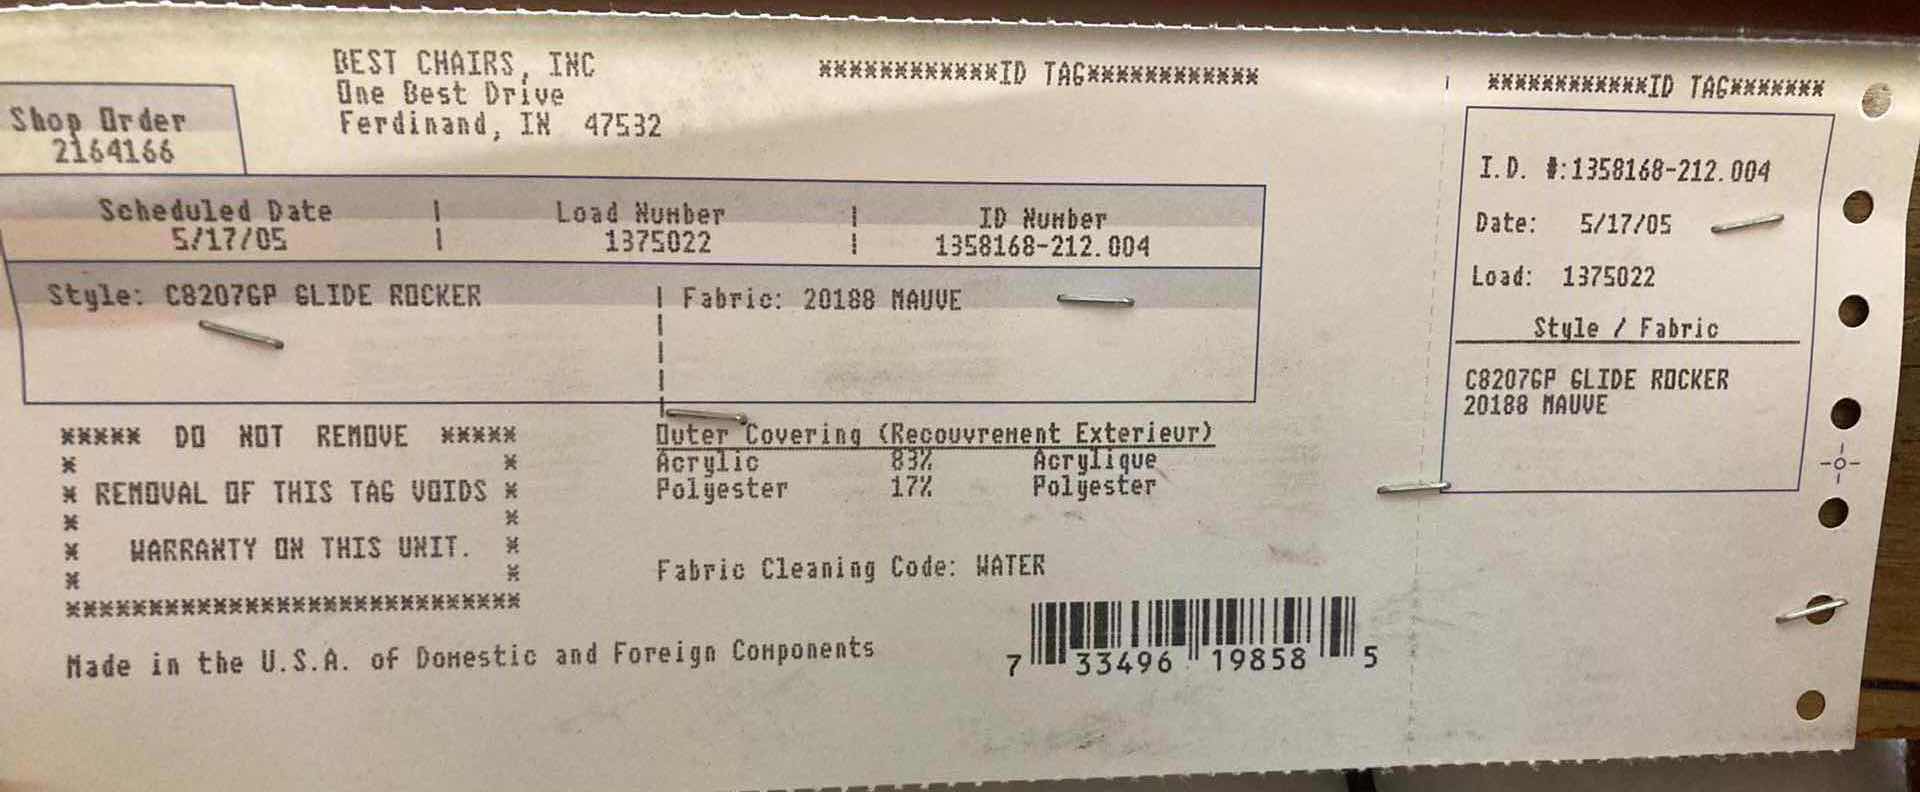 BEST CHAIRS, INC
One Best Drive
Ferdinand, IN 47532
Shop Order
2164166
************ID TAG************
Scheduled Date | Load Number | ID Number
5/17/05 | 1375022 | 1358168-212.004
Style: C8207GP GLIDE ROCKER | Fabric: 20188 MAUVE
***** DO NOT REMOVE *****
* *
* REMOVAL OF THIS TAG VOIDS *
* *
* WARRANTY ON THIS UNIT. *
* *
****************************
Outer Covering (Recouvrement Exterieur)
Acrylic 83% Acrylique
Polyester 17% Polyester
Fabric Cleaning Code: WATER
Made in the U.S.A. of Domestic and Foreign Components
7 33496 19858 5
************ID TAG*******
I.D. #:1358168-212.004
Date: 5/17/05
Load: 1375022
Style / Fabric
C8207GP GLIDE ROCKER
20188 MAUVE